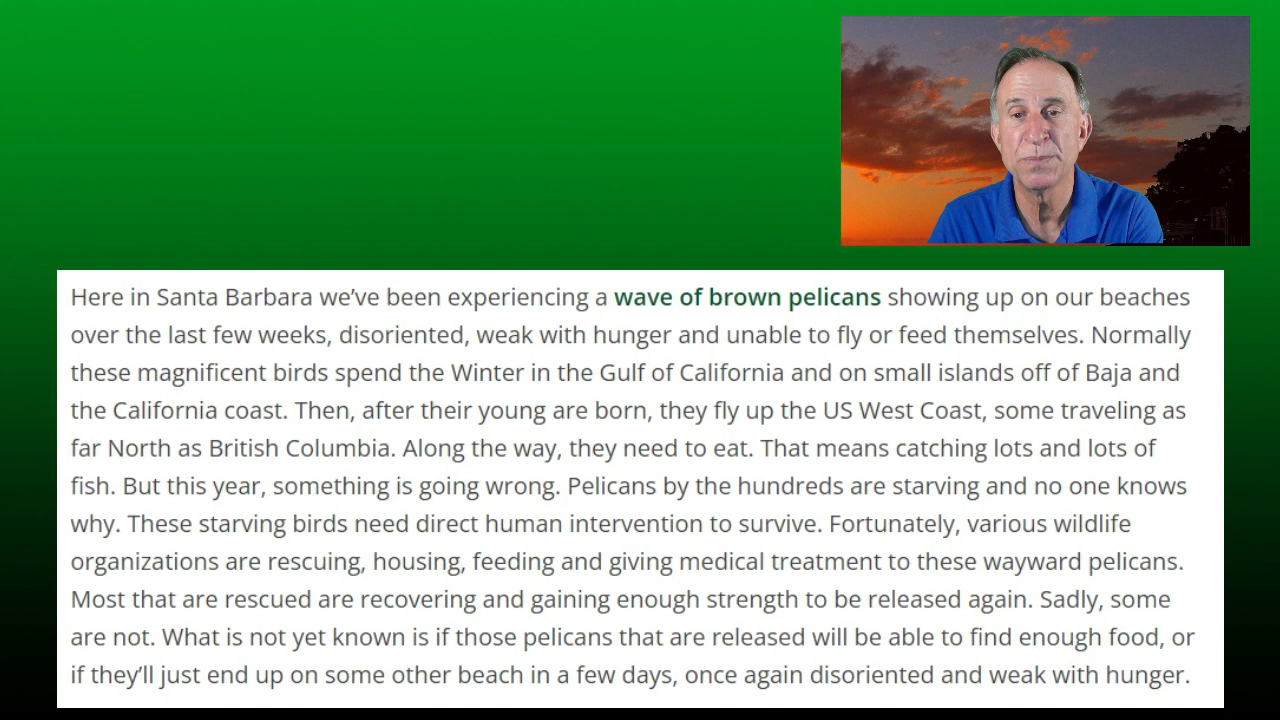 Here in Santa Barbara we’ve been experiencing a wave of brown pelicans showing up on our beaches
over the last few weeks, disoriented, weak with hunger and unable to fly or feed themselves. Normally
these magnificent birds spend the Winter in the Gulf of California and on small islands off of Baja and
the California coast. Then, after their young are born, they fly up the US West Coast, some traveling as
far North as British Columbia. Along the way, they need to eat. That means catching lots and lots of
fish. But this year, something is going wrong. Pelicans by the hundreds are starving and no one knows
why. These starving birds need direct human intervention to survive. Fortunately, various wildlife
organizations are rescuing, housing, feeding and giving medical treatment to these wayward pelicans.
Most that are rescued are recovering and gaining enough strength to be released again. Sadly, some
are not. What is not yet known is if those pelicans that are released will be able to find enough food, or
if they’ll just end up on some other beach in a few days, once again disoriented and weak with hunger.